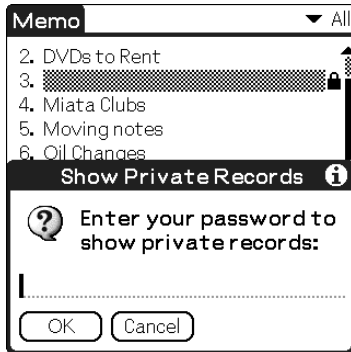 Memo All
2. DVDs to Rent
3.
4. Miata Clubs
5. Moving notes
6. Oil Changes
Show Private Records
Enter your password to
show private records:
OK Cancel